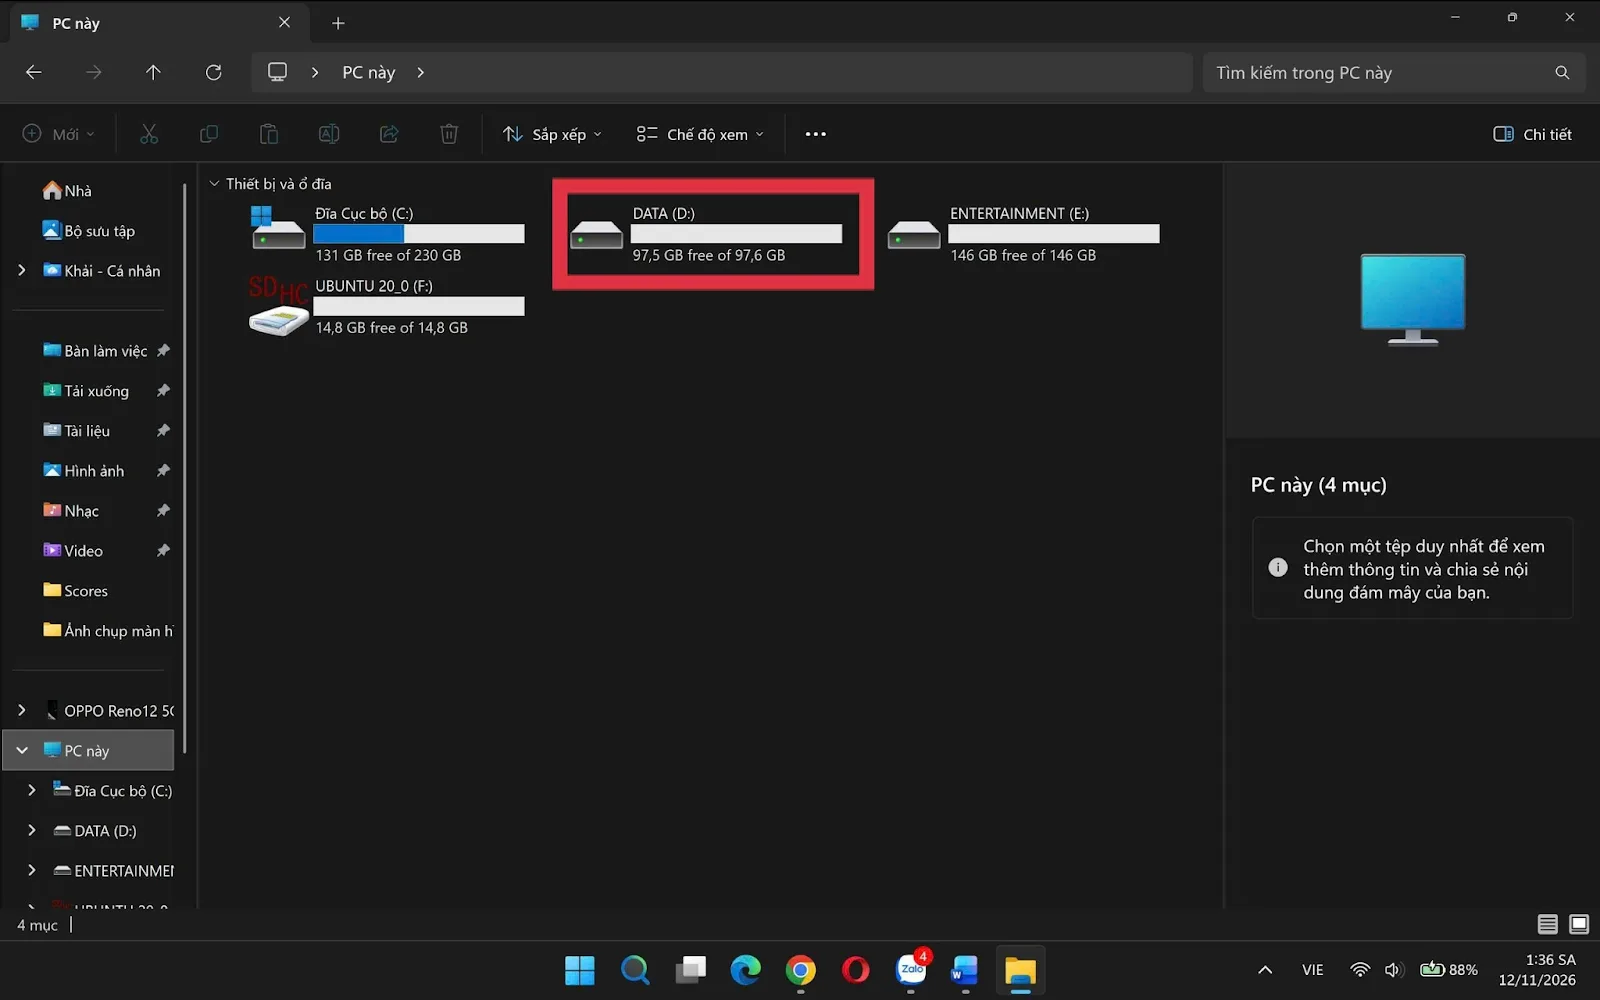 PC này
PC này
Tìm kiếm trong PC này
Mới
Sắp xếp
Chế độ xem
Chi tiết
Nhà
Bộ sưu tập
Khải - Cá nhân
Bàn làm việc
Tải xuống
Tài liệu
Hình ảnh
Nhạc
Video
Scores
Ảnh chụp màn h
OPPO Reno12 5G
PC này
Đĩa Cục bộ (C:)
DATA (D:)
ENTERTAINMEN
UBUNTU 20_0
4 mục
Thiết bị và ổ đĩa
Đĩa Cục bộ (C:)
131 GB free of 230 GB
DATA (D:)
97,5 GB free of 97,6 GB
ENTERTAINMENT (E:)
146 GB free of 146 GB
SDHC
UBUNTU 20_0 (F:)
14,8 GB free of 14,8 GB
PC này (4 mục)
Chọn một tệp duy nhất để xem
thêm thông tin và chia sẻ nội
dung đám mây của bạn.
Zalo
4
W
VIE
88%
1:36 SA
12/11/2026